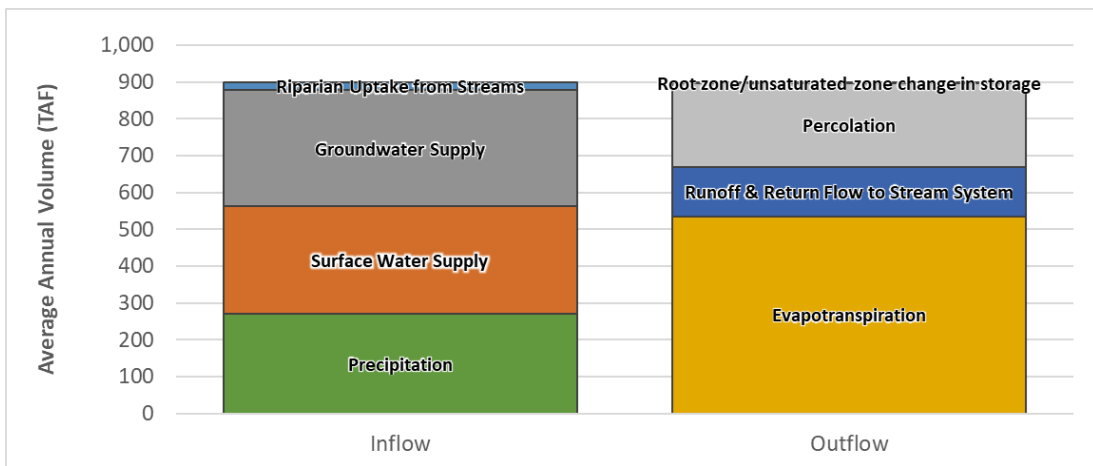 Average Annual Volume (TAF)
1,000
900
800
700
600
500
400
300
200
100
0
Riparian Uptake from Streams
Groundwater Supply
Surface Water Supply
Precipitation
Inflow
Root zone/unsaturated zone change in storage
Percolation
Runoff & Return Flow to Stream System
Evapotranspiration
Outflow